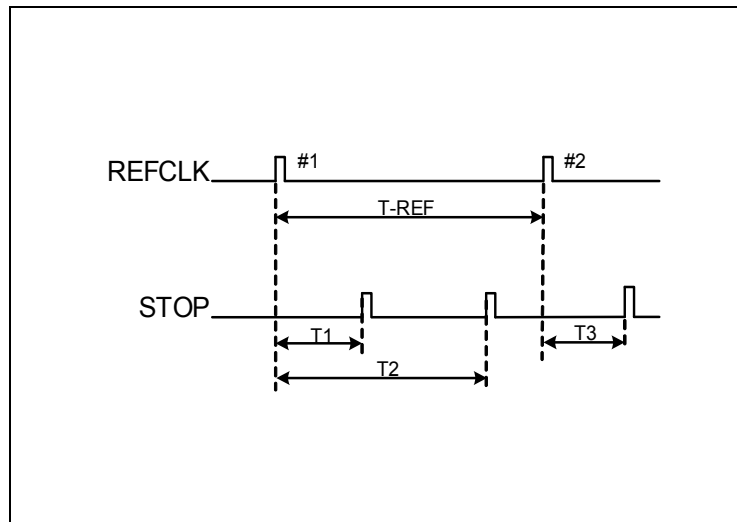 REFCLK #1 #2
T-REF
STOP
T1 T3
T2